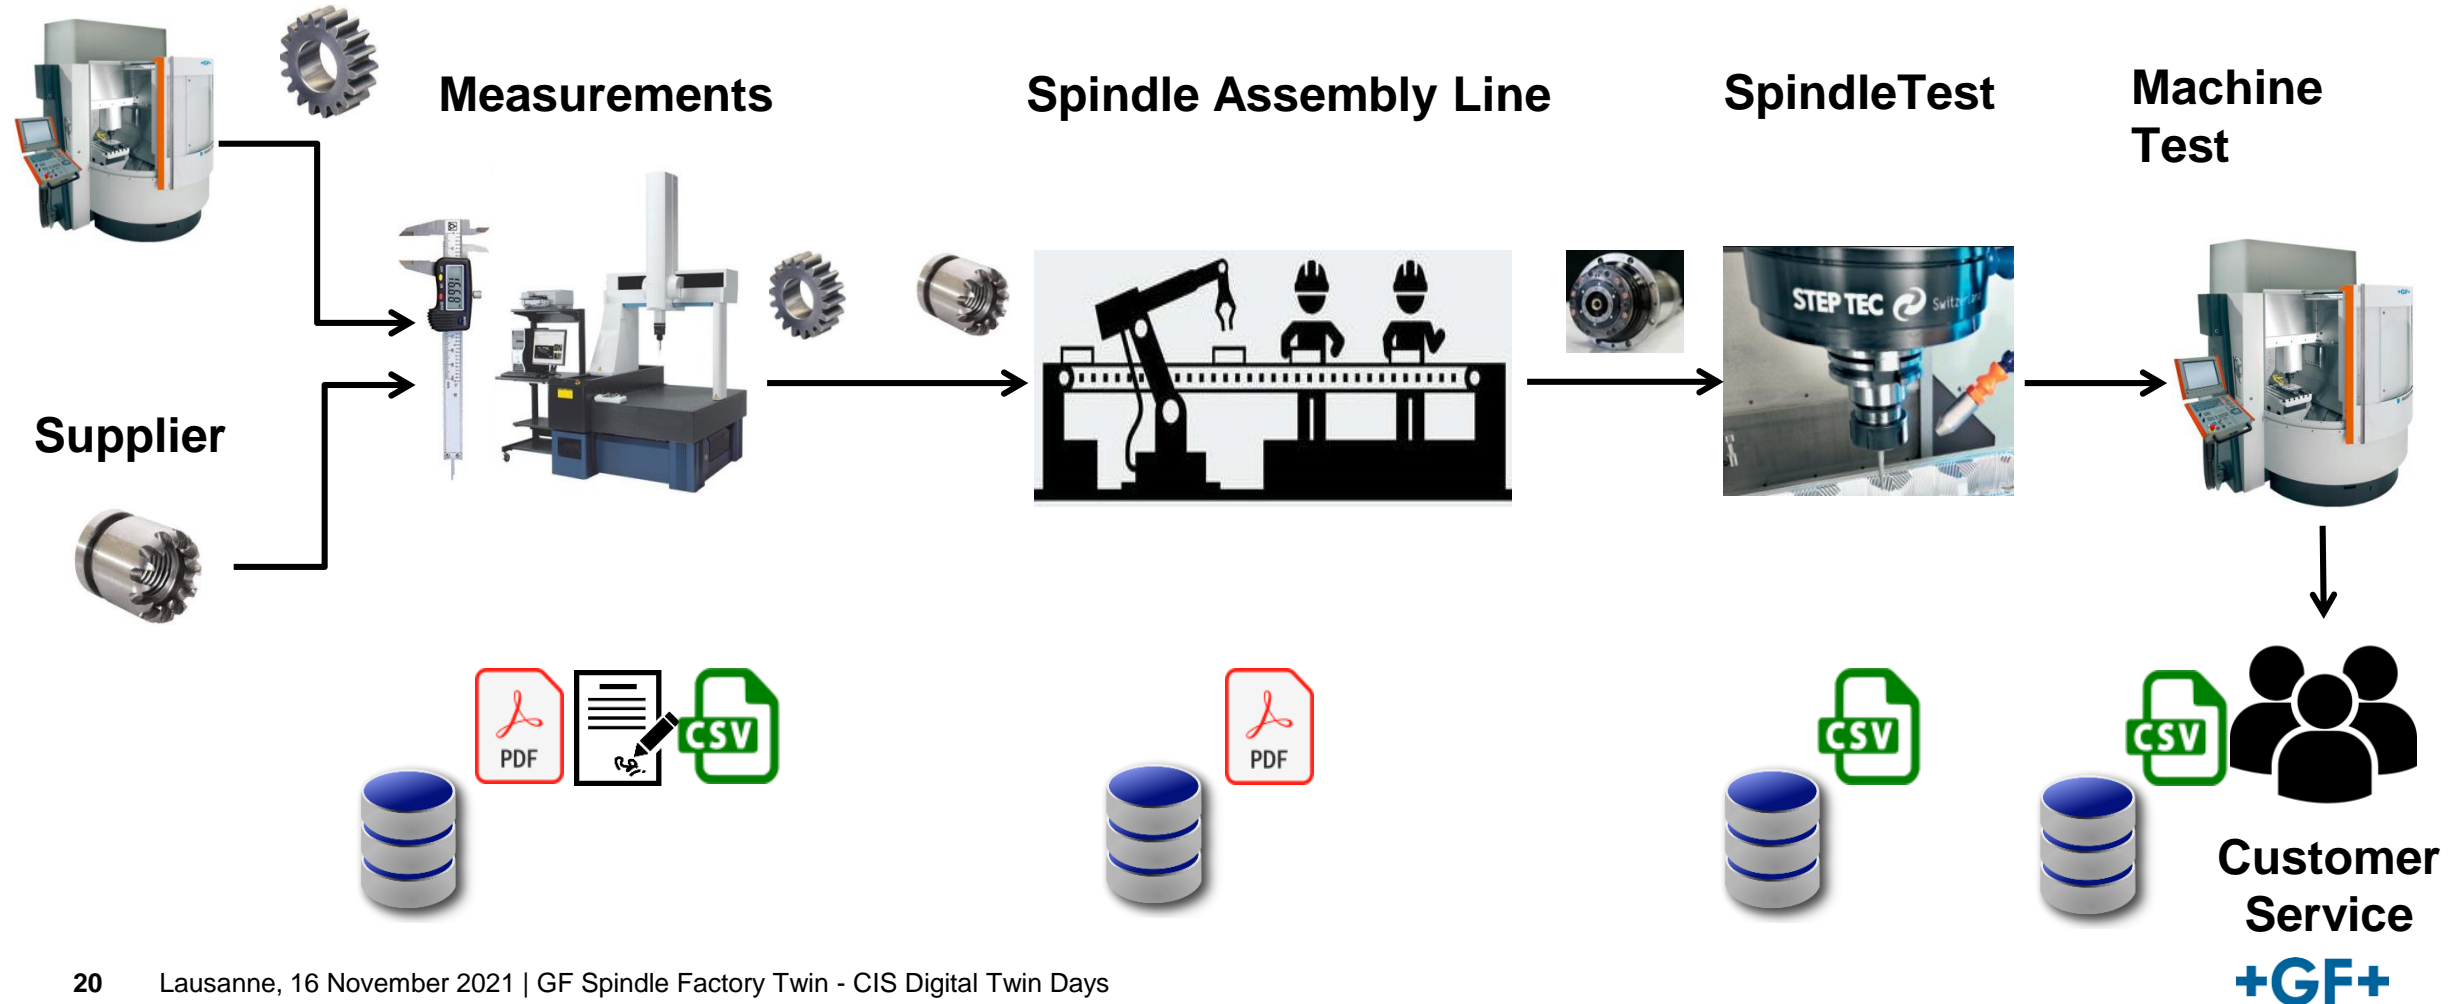 Measurements
Spindle Assembly Line
SpindleTest
Machine
Test
Supplier
STEP TEC
PDF
CSV
PDF
CSV
CSV
Customer
Service
20 Lausanne, 16 November 2021 | GF Spindle Factory Twin - CIS Digital Twin Days
+GF+